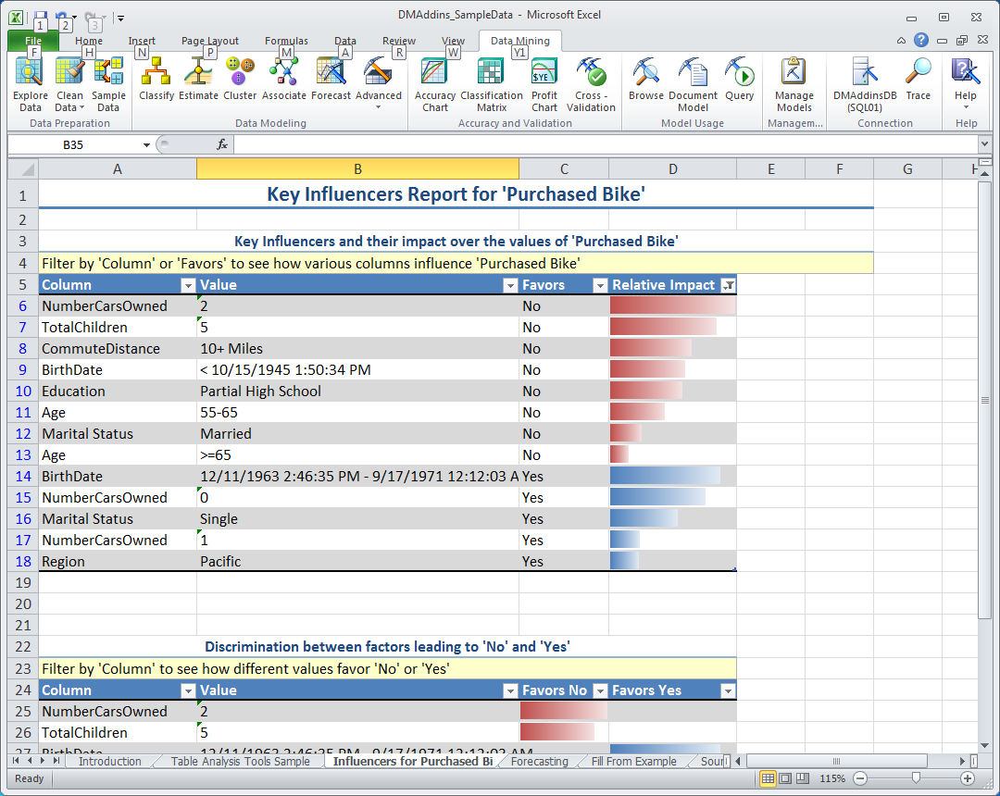 DMAddins_SampleData - Microsoft Excel
1 2 3
File Home Insert Page Layout Formulas Data Review View Data Mining
F H N P M A R W Y1
Explore Data Clean Data Sample Data Classify Estimate Cluster Associate Forecast Advanced Accuracy Chart Classification Matrix Profit Chart Cross - Validation Browse Document Model Query Manage Models DMAddinsDB (SQL01) Trace Help
Data Preparation Data Modeling Accuracy and Validation Model Usage Managem... Connection Help
B35 fx
A B C D E F G H
1 Key Influencers Report for 'Purchased Bike'
2
3 Key Influencers and their impact over the values of 'Purchased Bike'
4 Filter by 'Column' or 'Favors' to see how various columns influence 'Purchased Bike'
5 Column Value Favors Relative Impact
6 NumberCarsOwned 2 No
7 TotalChildren 5 No
8 CommuteDistance 10+ Miles No
9 BirthDate < 10/15/1945 1:50:34 PM No
10 Education Partial High School No
11 Age 55-65 No
12 Marital Status Married No
13 Age >=65 No
14 BirthDate 12/11/1963 2:46:35 PM - 9/17/1971 12:12:03 A Yes
15 NumberCarsOwned 0 Yes
16 Marital Status Single Yes
17 NumberCarsOwned 1 Yes
18 Region Pacific Yes
19
20
21
22 Discrimination between factors leading to 'No' and 'Yes'
23 Filter by 'Column' to see how different values favor 'No' or 'Yes'
24 Column Value Favors No Favors Yes
25 NumberCarsOwned 2
26 TotalChildren 5
27 BirthDate 12/11/1963 2:46:35 PM - 9/17/1971 12:12:03 AM
Introduction Table Analysis Tools Sample Influencers for Purchased Bi Forecasting Fill From Example Sour
Ready 115%